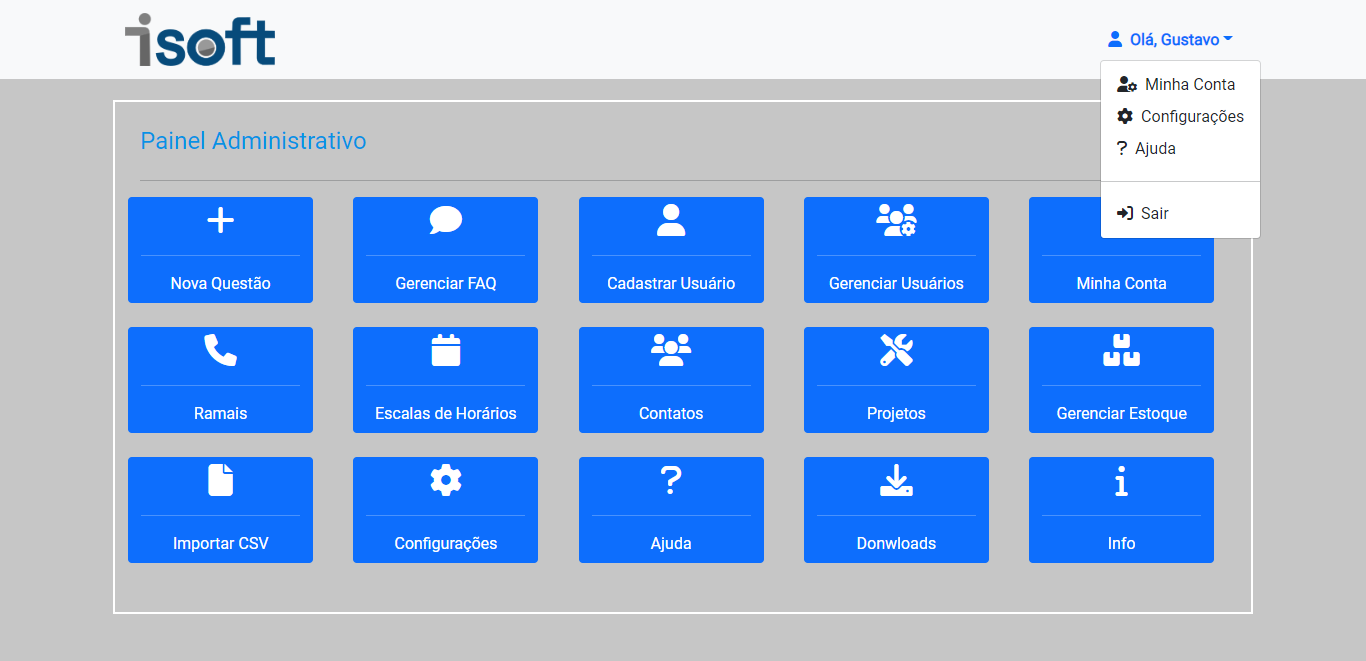 isoft
Olá, Gustavo
Minha Conta
Configurações
? Ajuda
Sair
Painel Administrativo
Nova Questão
Gerenciar FAQ
Cadastrar Usuário
Gerenciar Usuários
Minha Conta
Ramais
Escalas de Horários
Contatos
Projetos
Gerenciar Estoque
Importar CSV
Configurações
?
Ajuda
Donwloads
i
Info